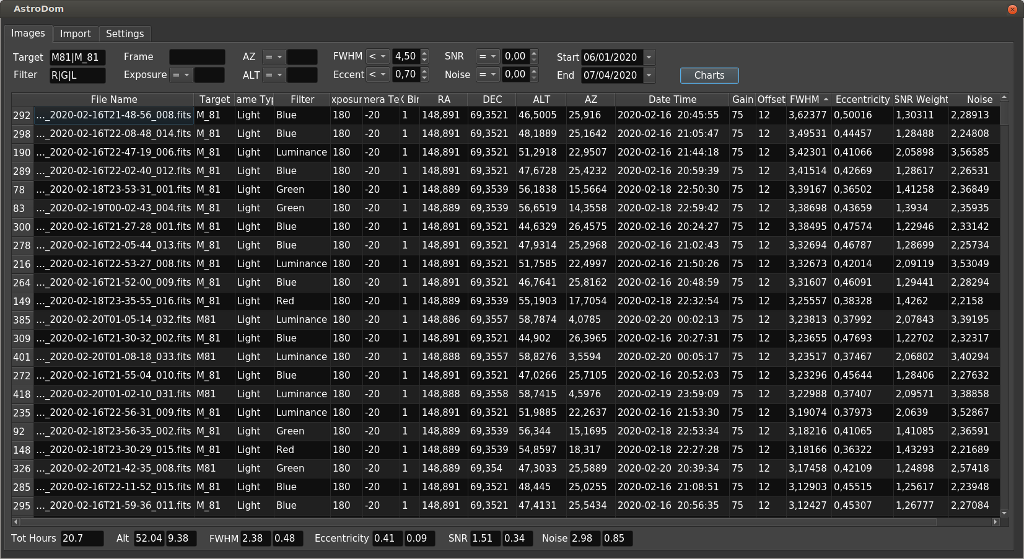 AstroDom
Images Import Settings
Target M81|M_81 Frame AZ = FWHM < 4,50 SNR = 0,00 Start 06/01/2020
Filter R|G|L Exposure = ALT = Eccent < 0,70 Noise = 0,00 End 07/04/2020 Charts
File Name Target ame Typ Filter xposur nera Te Bin RA DEC ALT AZ Date Time Gain Offset FWHM Eccentricity SNR Weight Noise
292 ..._2020-02-16T21-48-56_008.fits M_81 Light Blue 180 -20 1 148,891 69,3521 46,5005 25,916 2020-02-16 20:45:55 75 12 3,62377 0,50016 1,30311 2,28913
298 ..._2020-02-16T22-08-48_014.fits M_81 Light Blue 180 -20 1 148,891 69,3521 48,1889 25,1642 2020-02-16 21:05:47 75 12 3,49531 0,44457 1,28488 2,24808
190 ..._2020-02-16T22-47-19_006.fits M_81 Light Luminance 180 -20 1 148,891 69,3521 51,2918 22,9507 2020-02-16 21:44:18 75 12 3,42301 0,41066 2,05898 3,56585
289 ..._2020-02-16T22-02-40_012.fits M_81 Light Blue 180 -20 1 148,891 69,3521 47,6728 25,4232 2020-02-16 20:59:39 75 12 3,41514 0,42669 1,28617 2,26531
78 ..._2020-02-18T23-53-31_001.fits M_81 Light Green 180 -20 1 148,889 69,3539 56,1838 15,5664 2020-02-18 22:50:30 75 12 3,39167 0,36502 1,41258 2,36849
83 ..._2020-02-19T00-02-43_004.fits M_81 Light Green 180 -20 1 148,889 69,3539 56,6519 14,3558 2020-02-18 22:59:42 75 12 3,38698 0,43659 1,3934 2,35935
300 ..._2020-02-16T21-27-28_001.fits M_81 Light Blue 180 -20 1 148,891 69,3521 44,6329 26,4575 2020-02-16 20:24:27 75 12 3,38495 0,47574 1,22946 2,33142
278 ..._2020-02-16T22-05-44_013.fits M_81 Light Blue 180 -20 1 148,891 69,3521 47,9314 25,2968 2020-02-16 21:02:43 75 12 3,32694 0,46787 1,28699 2,25734
216 ..._2020-02-16T22-53-27_008.fits M_81 Light Luminance 180 -20 1 148,891 69,3521 51,7585 22,4997 2020-02-16 21:50:26 75 12 3,32673 0,42014 2,09119 3,53049
264 ..._2020-02-16T21-52-00_009.fits M_81 Light Blue 180 -20 1 148,891 69,3521 46,7641 25,8162 2020-02-16 20:48:59 75 12 3,31607 0,46091 1,29441 2,28294
149 ..._2020-02-18T23-35-55_016.fits M_81 Light Red 180 -20 1 148,889 69,3539 55,1903 17,7054 2020-02-18 22:32:54 75 12 3,25557 0,38328 1,4262 2,2158
385 ..._2020-02-20T01-05-14_032.fits M81 Light Luminance 180 -20 1 148,886 69,3557 58,7874 4,0785 2020-02-20 00:02:13 75 12 3,23813 0,37992 2,07843 3,39195
309 ..._2020-02-16T21-30-32_002.fits M_81 Light Blue 180 -20 1 148,891 69,3521 44,902 26,3965 2020-02-16 20:27:31 75 12 3,23655 0,47693 1,22702 2,32317
401 ..._2020-02-20T01-08-18_033.fits M81 Light Luminance 180 -20 1 148,888 69,3557 58,8276 3,5594 2020-02-20 00:05:17 75 12 3,23517 0,37467 2,06802 3,40294
272 ..._2020-02-16T21-55-04_010.fits M_81 Light Blue 180 -20 1 148,891 69,3521 47,0266 25,7105 2020-02-16 20:52:03 75 12 3,23296 0,45644 1,28406 2,27632
418 ..._2020-02-20T01-02-10_031.fits M81 Light Luminance 180 -20 1 148,888 69,3558 58,7415 4,5976 2020-02-19 23:59:09 75 12 3,22988 0,37407 2,09571 3,38858
235 ..._2020-02-16T22-56-31_009.fits M_81 Light Luminance 180 -20 1 148,891 69,3521 51,9885 22,2637 2020-02-16 21:53:30 75 12 3,19074 0,37973 2,0639 3,52867
92 ..._2020-02-18T23-56-35_002.fits M_81 Light Green 180 -20 1 148,889 69,3539 56,344 15,1695 2020-02-18 22:53:34 75 12 3,18216 0,41065 1,41085 2,36591
148 ..._2020-02-18T23-30-29_015.fits M_81 Light Red 180 -20 1 148,889 69,3539 54,8597 18,317 2020-02-18 22:27:28 75 12 3,18166 0,36322 1,43293 2,21689
326 ..._2020-02-20T21-42-35_008.fits M81 Light Green 180 -20 1 148,889 69,354 47,3033 25,5889 2020-02-20 20:39:34 75 12 3,17458 0,42109 1,24898 2,57418
285 ..._2020-02-16T22-11-52_015.fits M_81 Light Blue 180 -20 1 148,891 69,3521 48,445 25,0255 2020-02-16 21:08:51 75 12 3,12903 0,45515 1,25617 2,23948
295 ..._2020-02-16T21-59-36_011.fits M_81 Light Blue 180 -20 1 148,891 69,3521 47,4131 25,5434 2020-02-16 20:56:35 75 12 3,12427 0,45307 1,26777 2,27084
Tot Hours 20.7 Alt 52.04 9.38 FWHM 2.38 0.48 Eccentricity 0.41 0.09 SNR 1.51 0.34 Noise 2.98 0.85